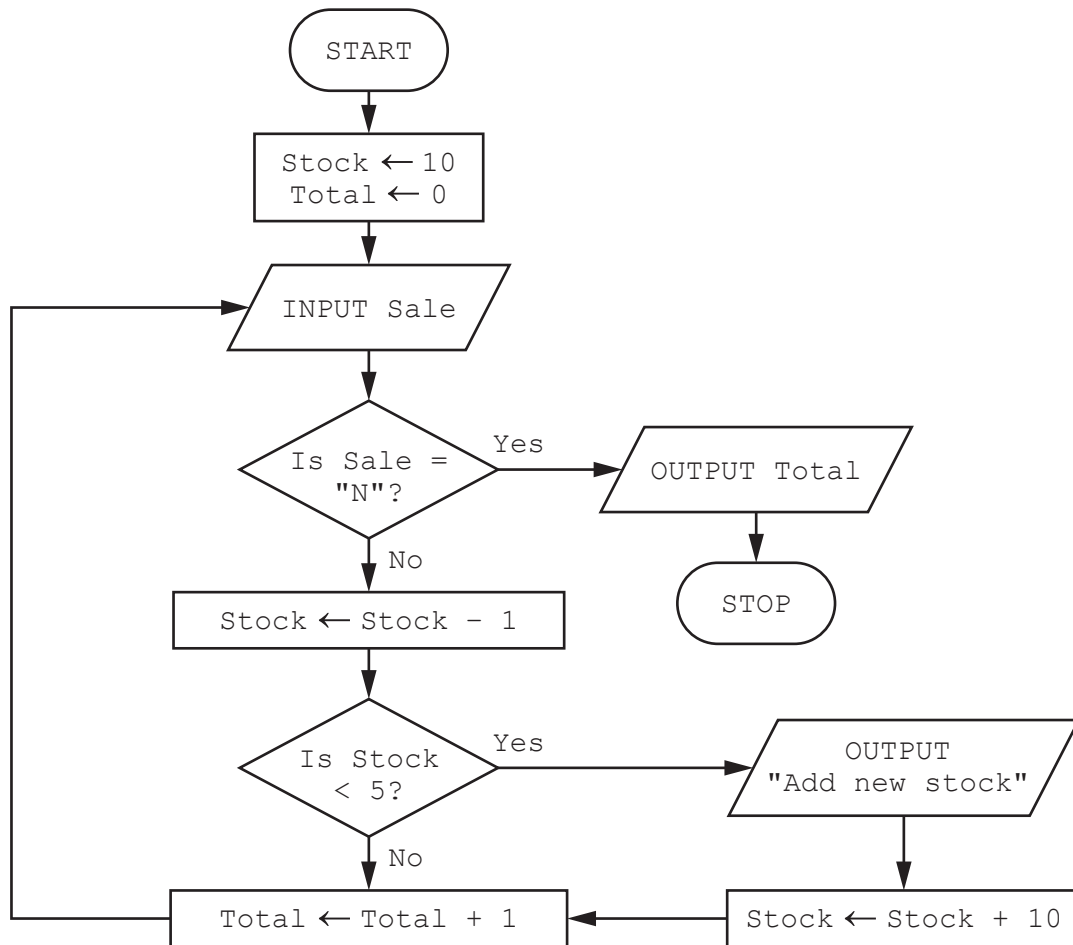 START
Stock ← 10
Total ← 0
INPUT Sale
Is Sale =
"N"?
Yes
OUTPUT Total
STOP
No
Stock ← Stock – 1
Is Stock
< 5?
Yes
OUTPUT
"Add new stock"
No
Total ← Total + 1
Stock ← Stock + 10